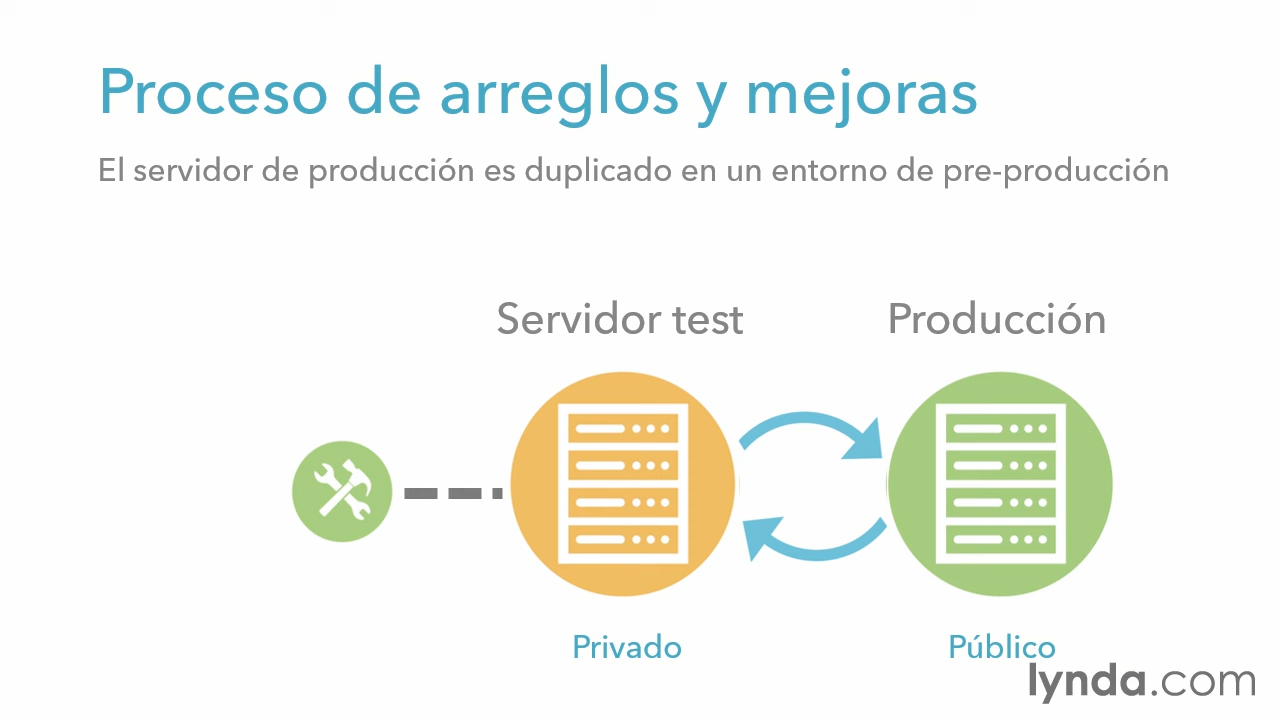 Proceso de arreglos y mejoras
El servidor de producción es duplicado en un entorno de pre-producción
Servidor test
Producción
Privado
Público
lynda.com